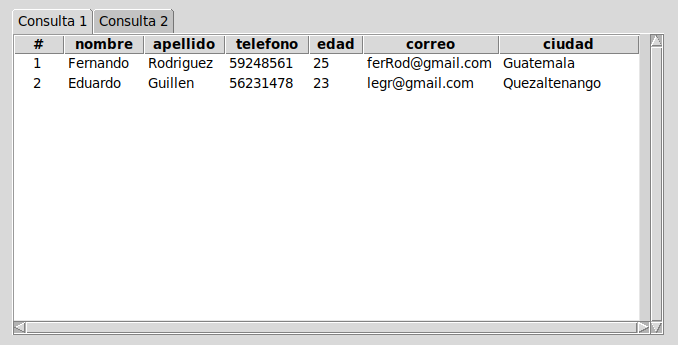 Consulta 1 Consulta 2
# nombre apellido telefono edad correo ciudad
1 Fernando Rodriguez 59248561 25 ferRod@gmail.com Guatemala
2 Eduardo Guillen 56231478 23 legr@gmail.com Quezaltenango